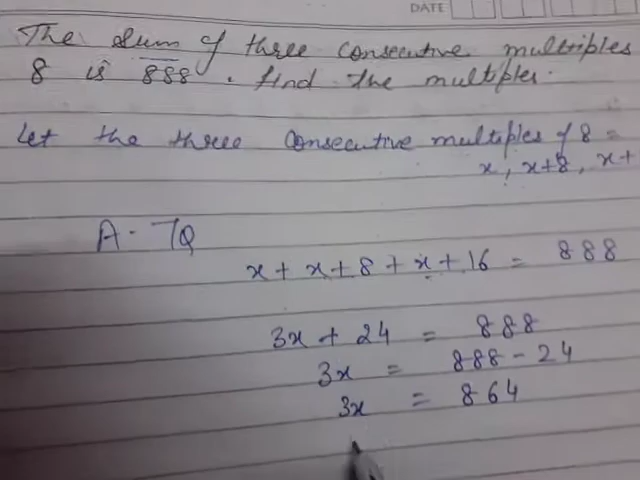 DATE
The sum of three consecutive multiples
8 is 888. find the multiples.
Let the three consecutive multiples of 8 =
x, x+8, x+
A-TQ
x + x + 8 + x + 16 = 888
3x + 24 = 888
3x = 888 - 24
3x = 864